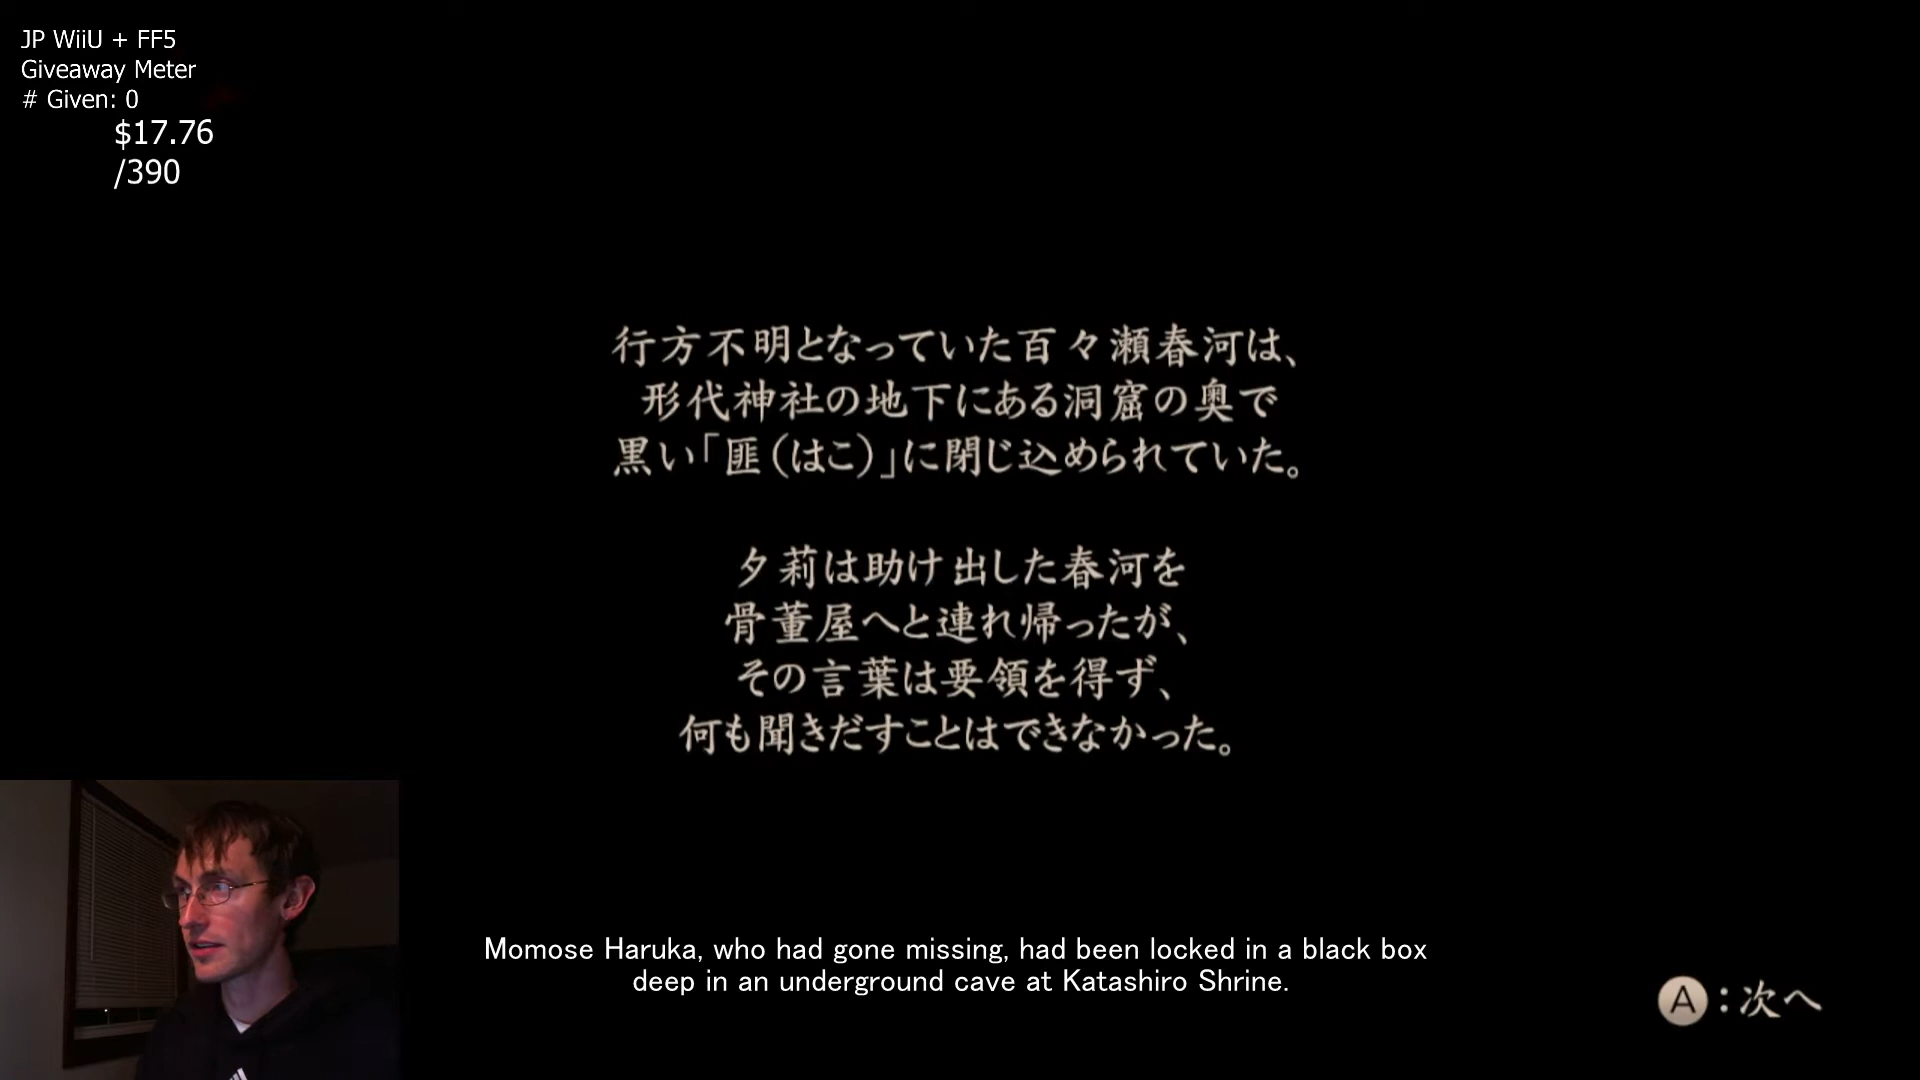 JP WiiU + FF5
Giveaway Meter
# Given: 0
$17.76
/390
行方不明となっていた百々瀬春河は、
形代神社の地下にある洞窟の奥で
黒い「匪（はこ）」に閉じ込められていた。
夕莉は助け出した春河を
骨董屋へと連れ帰ったが、
その言葉は要領を得ず、
何も聞きだすことはできなかった。
Momose Haruka, who had gone missing, had been locked in a black box
deep in an underground cave at Katashiro Shrine.
A：次へ